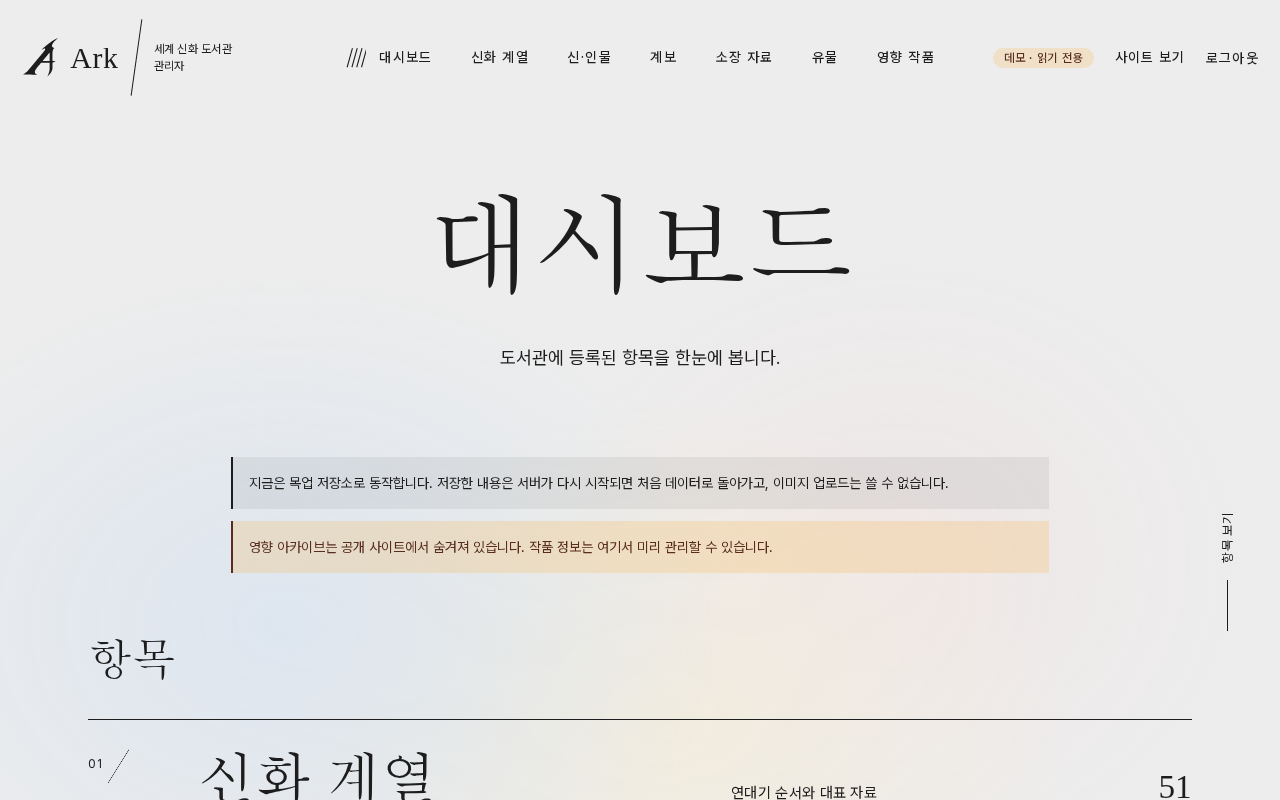 Ark
세계 신화 도서관
관리자
대시보드
신화 계열
신·인물
계보
소장 자료
유물
영향 작품
데모 · 읽기 전용
사이트 보기
로그아웃
대시보드
도서관에 등록된 항목을 한눈에 봅니다.
지금은 목업 저장소로 동작합니다. 저장한 내용은 서버가 다시 시작되면 처음 데이터로 돌아가고, 이미지 업로드는 쓸 수 없습니다.
영향 아카이브는 공개 사이트에서 숨겨져 있습니다. 작품 정보는 여기서 미리 관리할 수 있습니다.
항목 보기
항목
01
신화 계열
연대기 순서와 대표 자료
51